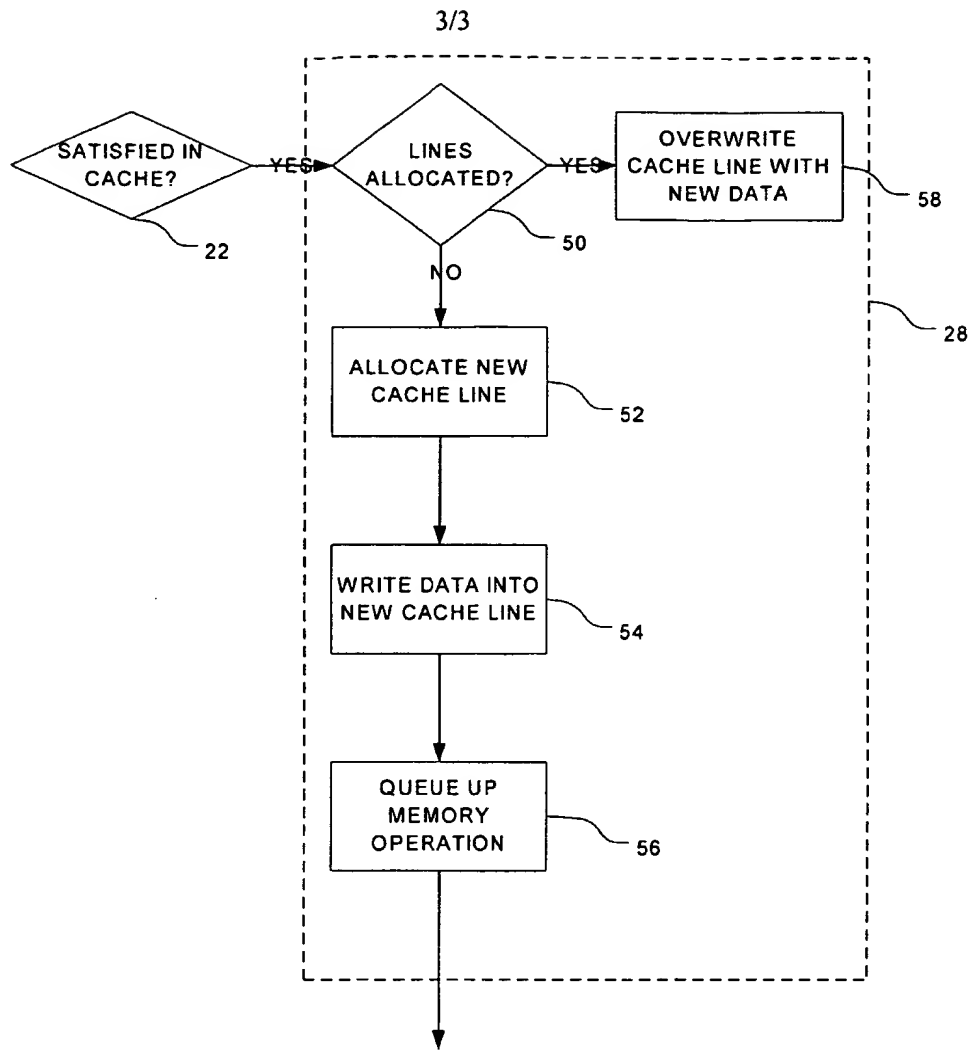 3/3
SATISFIED IN
CACHE?
22
YES
LINES
ALLOCATED?
50
YES
OVERWRITE
CACHE LINE WITH
NEW DATA
58
NO
28
ALLOCATE NEW
CACHE LINE
52
WRITE DATA INTO
NEW CACHE LINE
54
QUEUE UP
MEMORY
OPERATION
56